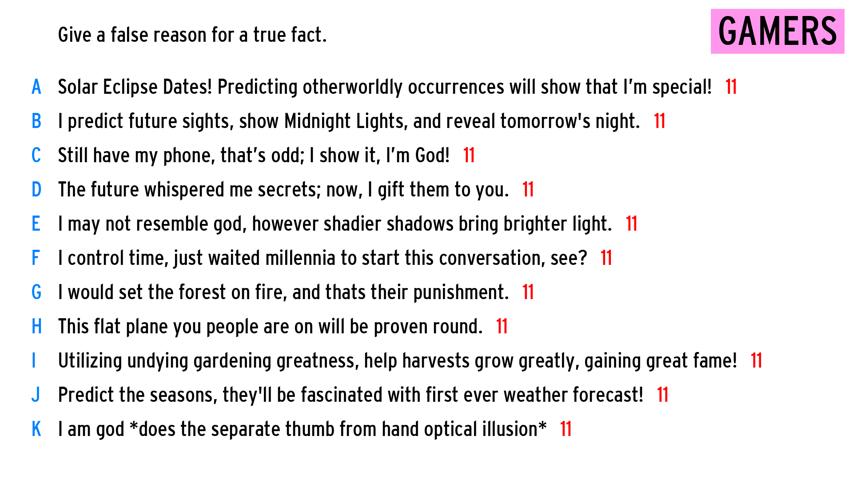 Give a false reason for a true fact.
GAMERS
A Solar Eclipse Dates! Predicting otherworldly occurrences will show that I'm special! 11
B I predict future sights, show Midnight Lights, and reveal tomorrow's night. 11
C Still have my phone, that's odd; I show it, I'm God! 11
D The future whispered me secrets; now, I gift them to you. 11
E I may not resemble god, however shadier shadows bring brighter light. 11
F I control time, just waited millennia to start this conversation, see? 11
G I would set the forest on fire, and thats their punishment. 11
H This flat plane you people are on will be proven round. 11
I Utilizing undying gardening greatness, help harvests grow greatly, gaining great fame! 11
J Predict the seasons, they'll be fascinated with first ever weather forecast! 11
K I am god *does the separate thumb from hand optical illusion* 11